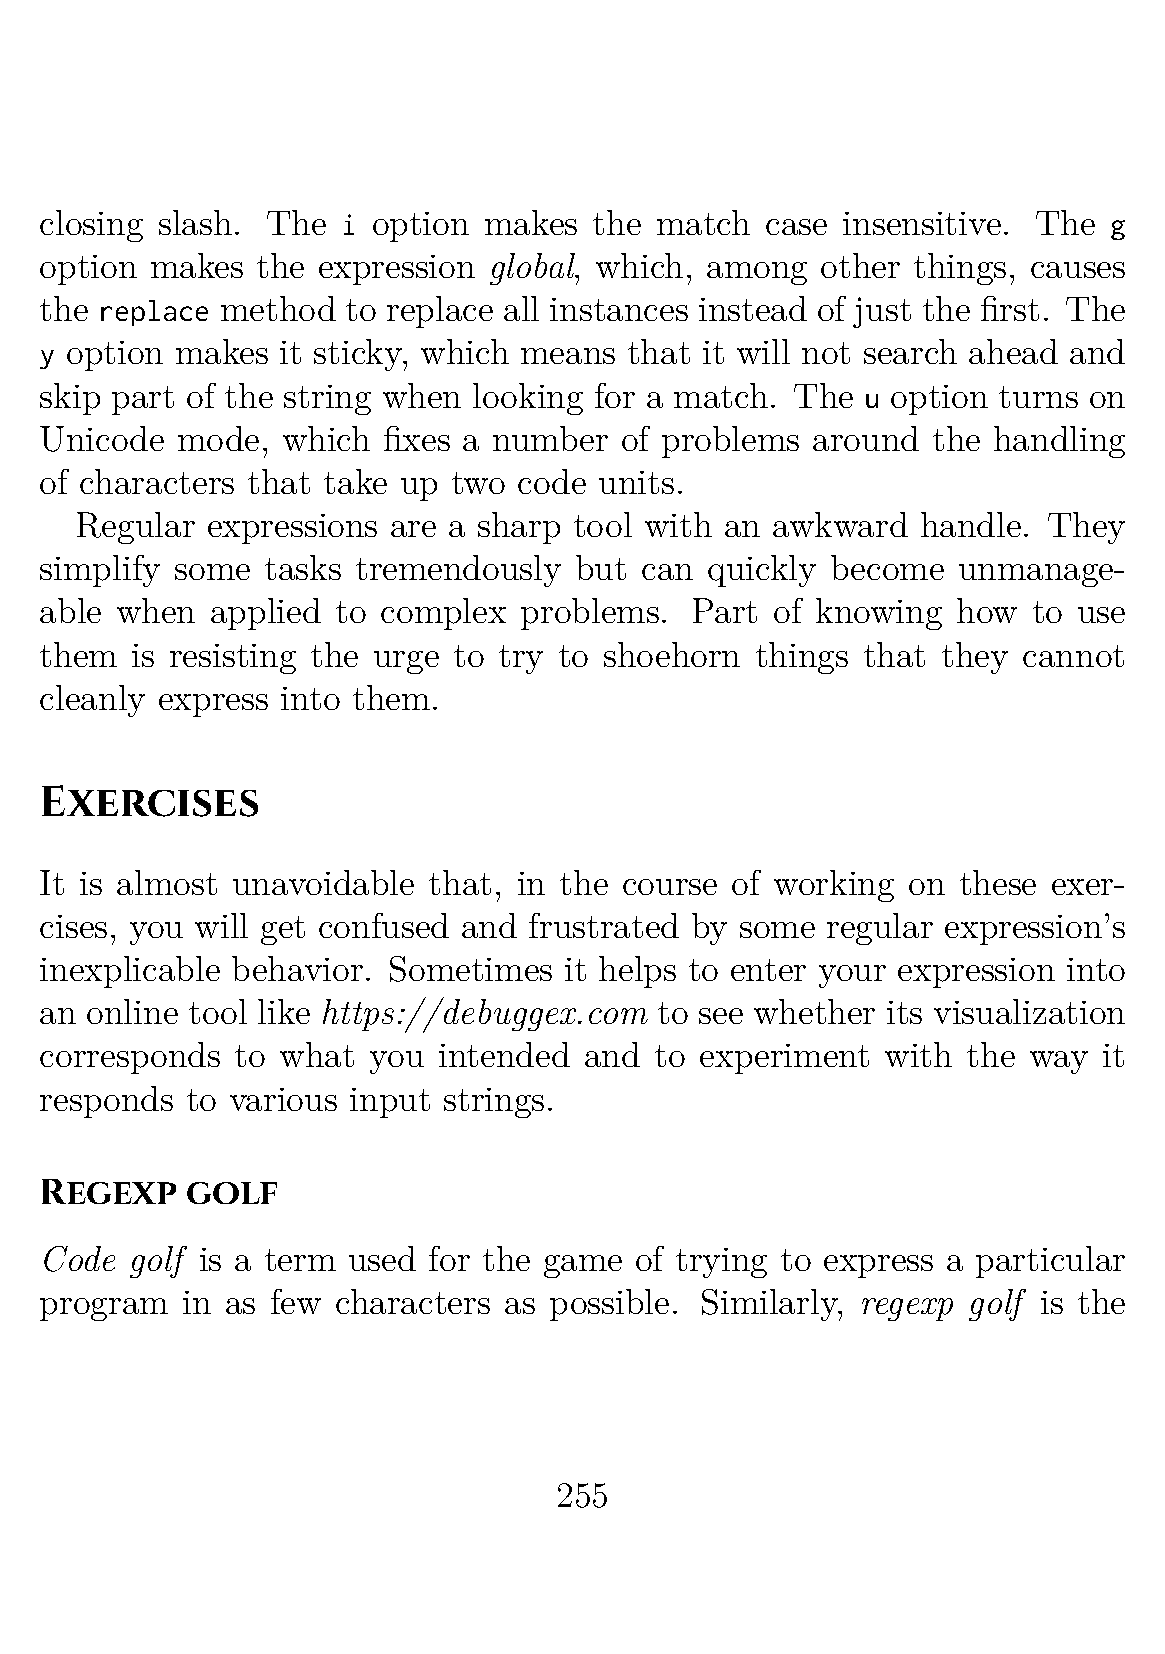 closing slash. The i option makes the match case insensitive. The g
option makes the expression global, which, among other things, causes
the replace method to replace all instances instead of just the first. The
y option makes it sticky, which means that it will not search ahead and
skip part of the string when looking for a match. The u option turns on
Unicode mode, which fixes a number of problems around the handling
of characters that take up two code units.
Regular expressions are a sharp tool with an awkward handle. They
simplify some tasks tremendously but can quickly become unmanage-
able when applied to complex problems. Part of knowing how to use
them is resisting the urge to try to shoehorn things that they cannot
cleanly express into them.
Exercises
It is almost unavoidable that, in the course of working on these exer-
cises, you will get confused and frustrated by some regular expression's
inexplicable behavior. Sometimes it helps to enter your expression into
an online tool like https://debuggex.com to see whether its visualization
corresponds to what you intended and to experiment with the way it
responds to various input strings.
Regexp golf
Code golf is a term used for the game of trying to express a particular
program in as few characters as possible. Similarly, regexp golf is the
255